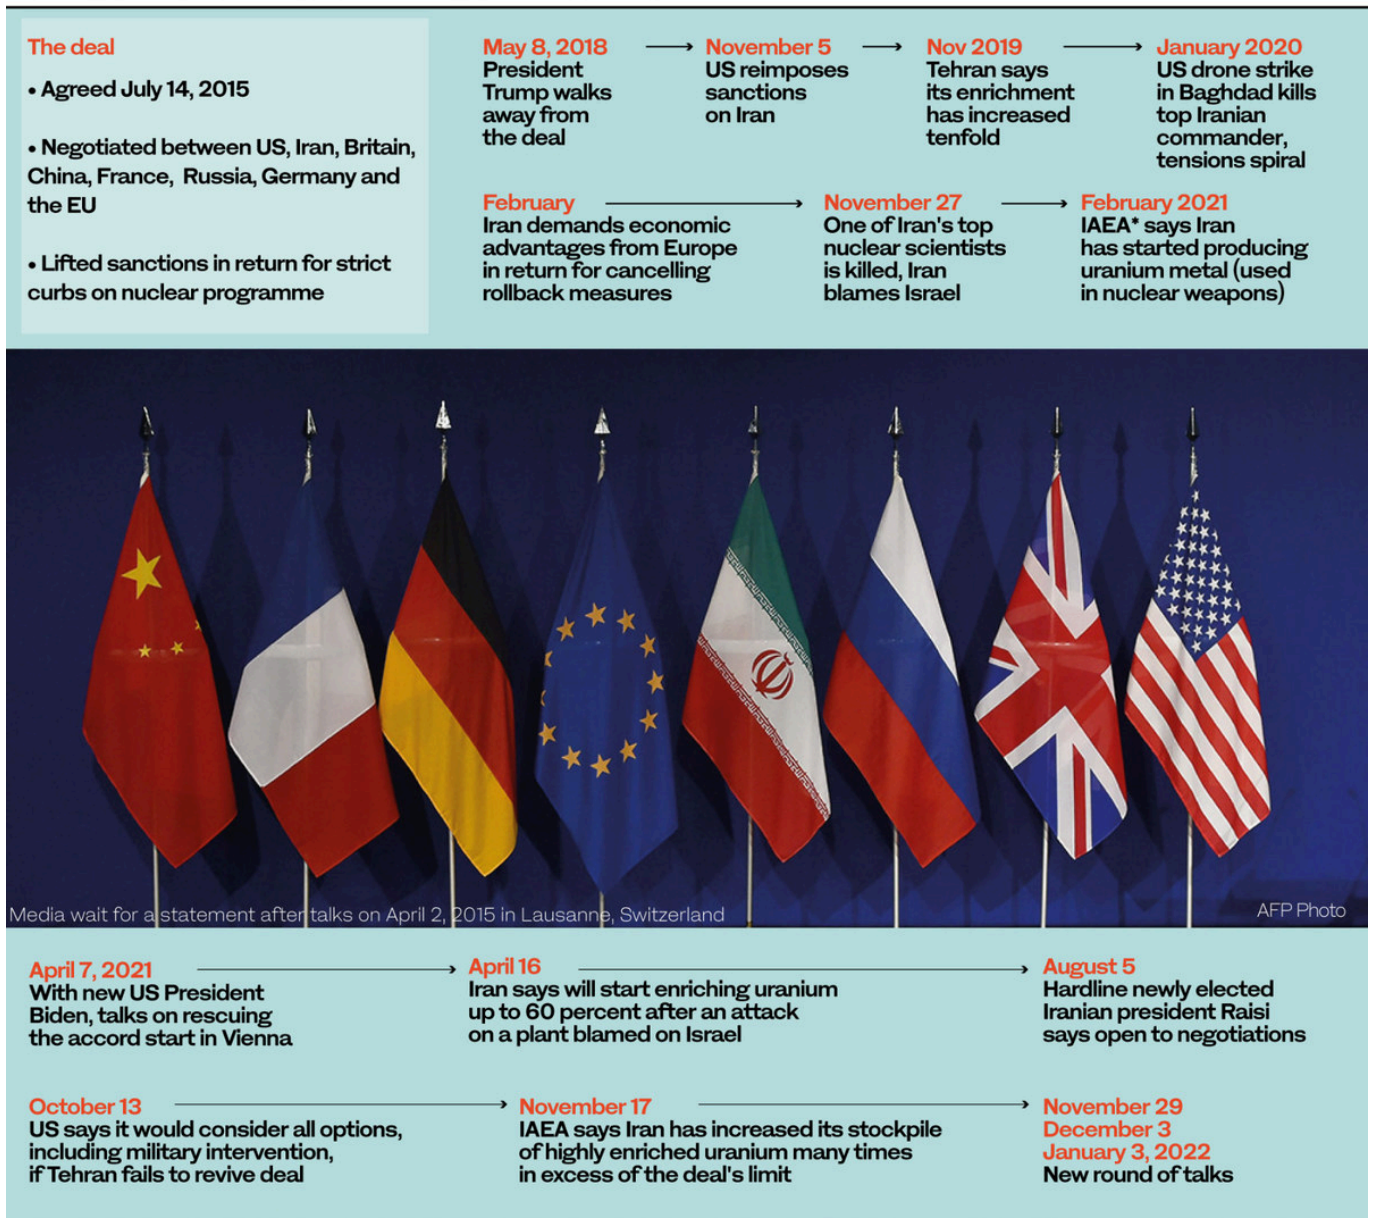 The deal
• Agreed July 14, 2015
• Negotiated between US, Iran, Britain,
China, France, Russia, Germany and
the EU
• Lifted sanctions in return for strict
curbs on nuclear programme
May 8, 2018
President
Trump walks
away from
the deal
November 5
US reimposes
sanctions
on Iran
Nov 2019
Tehran says
its enrichment
has increased
tenfold
January 2020
US drone strike
in Baghdad kills
top Iranian
commander,
tensions spiral
February
Iran demands economic
advantages from Europe
in return for cancelling
rollback measures
November 27
One of Iran's top
nuclear scientists
is killed, Iran
blames Israel
February 2021
IAEA* says Iran
has started producing
uranium metal (used
in nuclear weapons)
Media wait for a statement after talks on April 2, 2015 in Lausanne, Switzerland
AFP Photo
April 7, 2021
With new US President
Biden, talks on rescuing
the accord start in Vienna
April 16
Iran says will start enriching uranium
up to 60 percent after an attack
on a plant blamed on Israel
August 5
Hardline newly elected
Iranian president Raisi
says open to negotiations
October 13
US says it would consider all options,
including military intervention,
if Tehran fails to revive deal
November 17
IAEA says Iran has increased its stockpile
of highly enriched uranium many times
in excess of the deal's limit
November 29
December 3
January 3, 2022
New round of talks